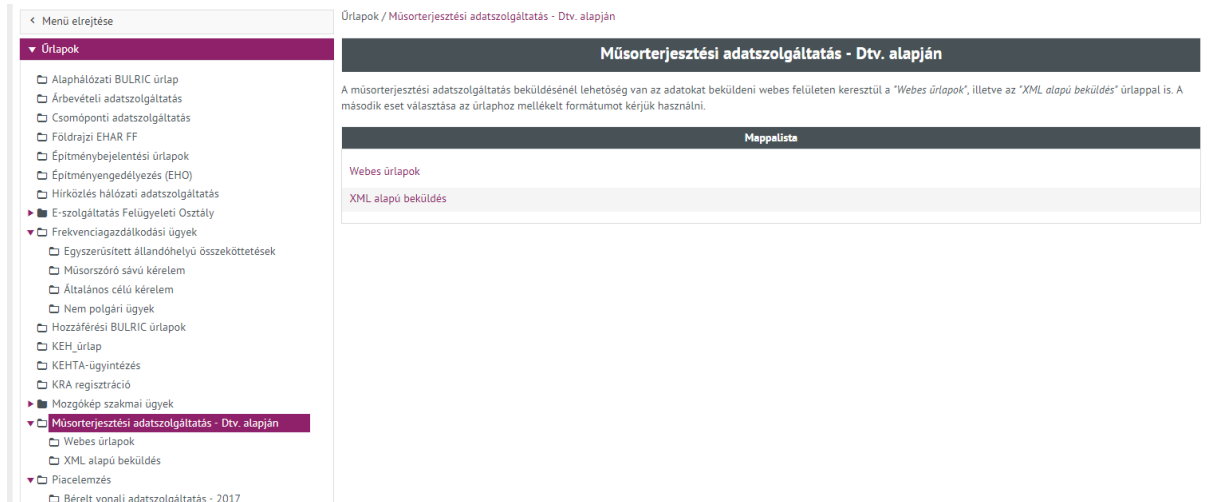 Menü elrejtése
Űrlapok
Alaphálózati BULRIC űrlap
Árbevételi adatszolgáltatás
Csomóponti adatszolgáltatás
Földrajzi EHAR FF
Építménybejelentési űrlapok
Építményengedélyezés (EHO)
Hírközlés hálózati adatszolgáltatás
E-szolgáltatás Felügyeleti Osztály
Frekvenciagazdálkodási ügyek
Egyszerűsített állandóhelyű összeköttetések
Műsorszóró sávú kérelem
Általános célú kérelem
Nem polgári ügyek
Hozzáférési BULRIC űrlapok
KEH_űrlap
KEHTA-ügyintézés
KRA regisztráció
Mozgókép szakmai ügyek
Műsorterjesztési adatszolgáltatás - Dtv. alapján
Webes űrlapok
XML alapú beküldés
Piacelemzés
Bérelt vonali adatszolgáltatás - 2017
Űrlapok / Műsorterjesztési adatszolgáltatás - Dtv. alapján
Műsorterjesztési adatszolgáltatás - Dtv. alapján
A műsorterjesztési adatszolgáltatás beküldésénél lehetőség van az adatokat beküldeni webes felületen keresztül a "Webes űrlapok", illetve az "XML alapú beküldés" űrlappal is. A
második eset választása az űrlaphoz mellékelt formátumot kérjük használni.
Mappalista
Webes űrlapok
XML alapú beküldés